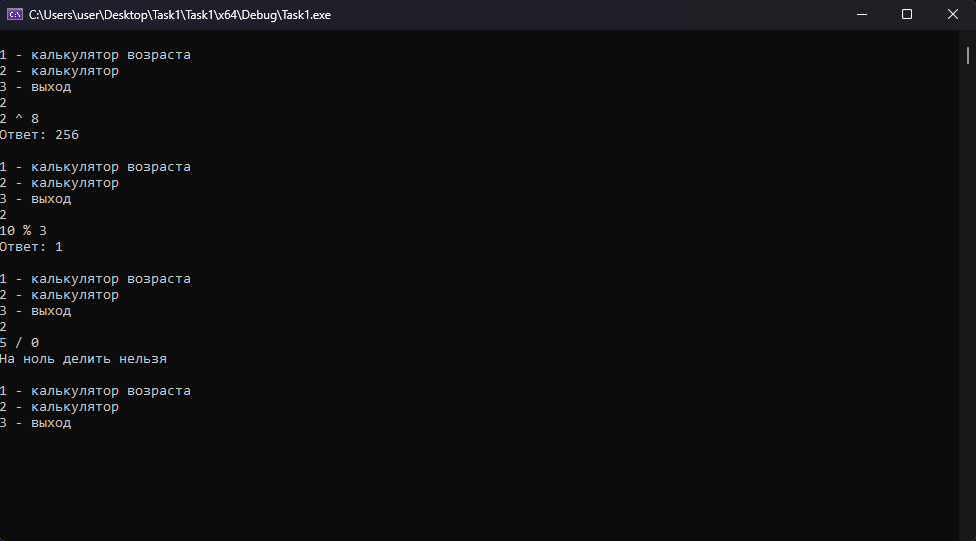 C:\Users\user\Desktop\Task1\Task1\x64\Debug\Task1.exe
1 - калькулятор возраста
2 - калькулятор
3 - выход
2
2 ^ 8
Ответ: 256
1 - калькулятор возраста
2 - калькулятор
3 - выход
2
10 % 3
Ответ: 1
1 - калькулятор возраста
2 - калькулятор
3 - выход
2
5 / 0
На ноль делить нельзя
1 - калькулятор возраста
2 - калькулятор
3 - выход